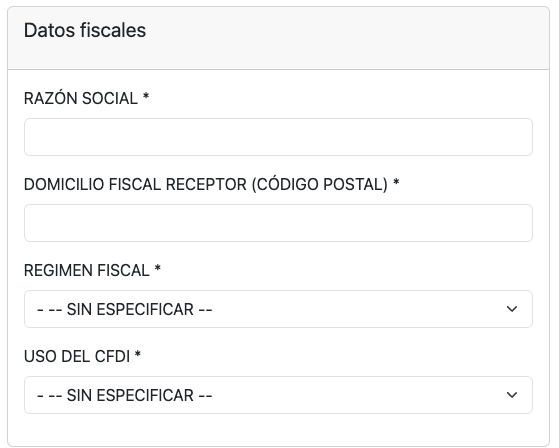 Datos fiscales
RAZÓN SOCIAL *
DOMICILIO FISCAL RECEPTOR (CÓDIGO POSTAL) *
REGIMEN FISCAL *
- -- SIN ESPECIFICAR --
USO DEL CFDI *
- -- SIN ESPECIFICAR --